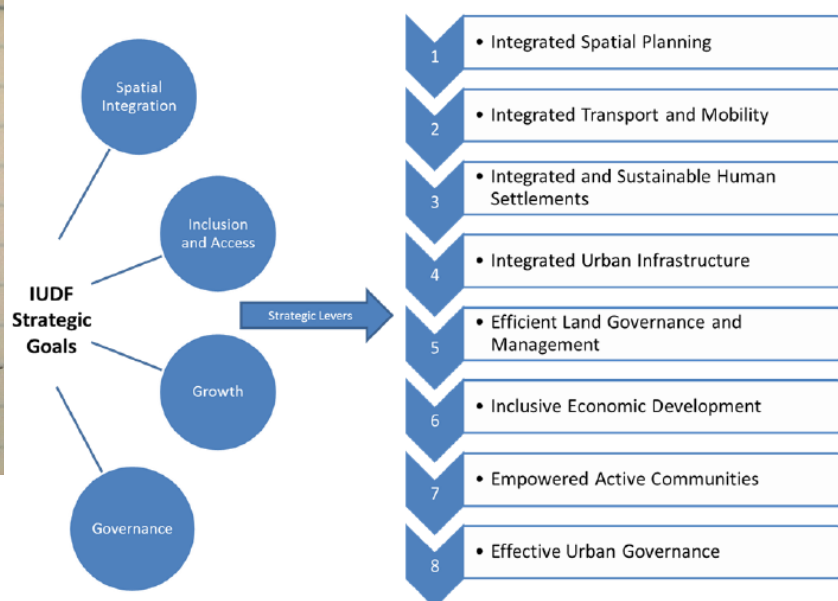 Spatial
Integration
Inclusion
and Access
IUDF
Strategic
Goals
Growth
Governance
Strategic Levers
1
• Integrated Spatial Planning
2
• Integrated Transport and Mobility
3
• Integrated and Sustainable Human
Settlements
4
• Integrated Urban Infrastructure
5
• Efficient Land Governance and
Management
6
• Inclusive Economic Development
7
• Empowered Active Communities
8
• Effective Urban Governance